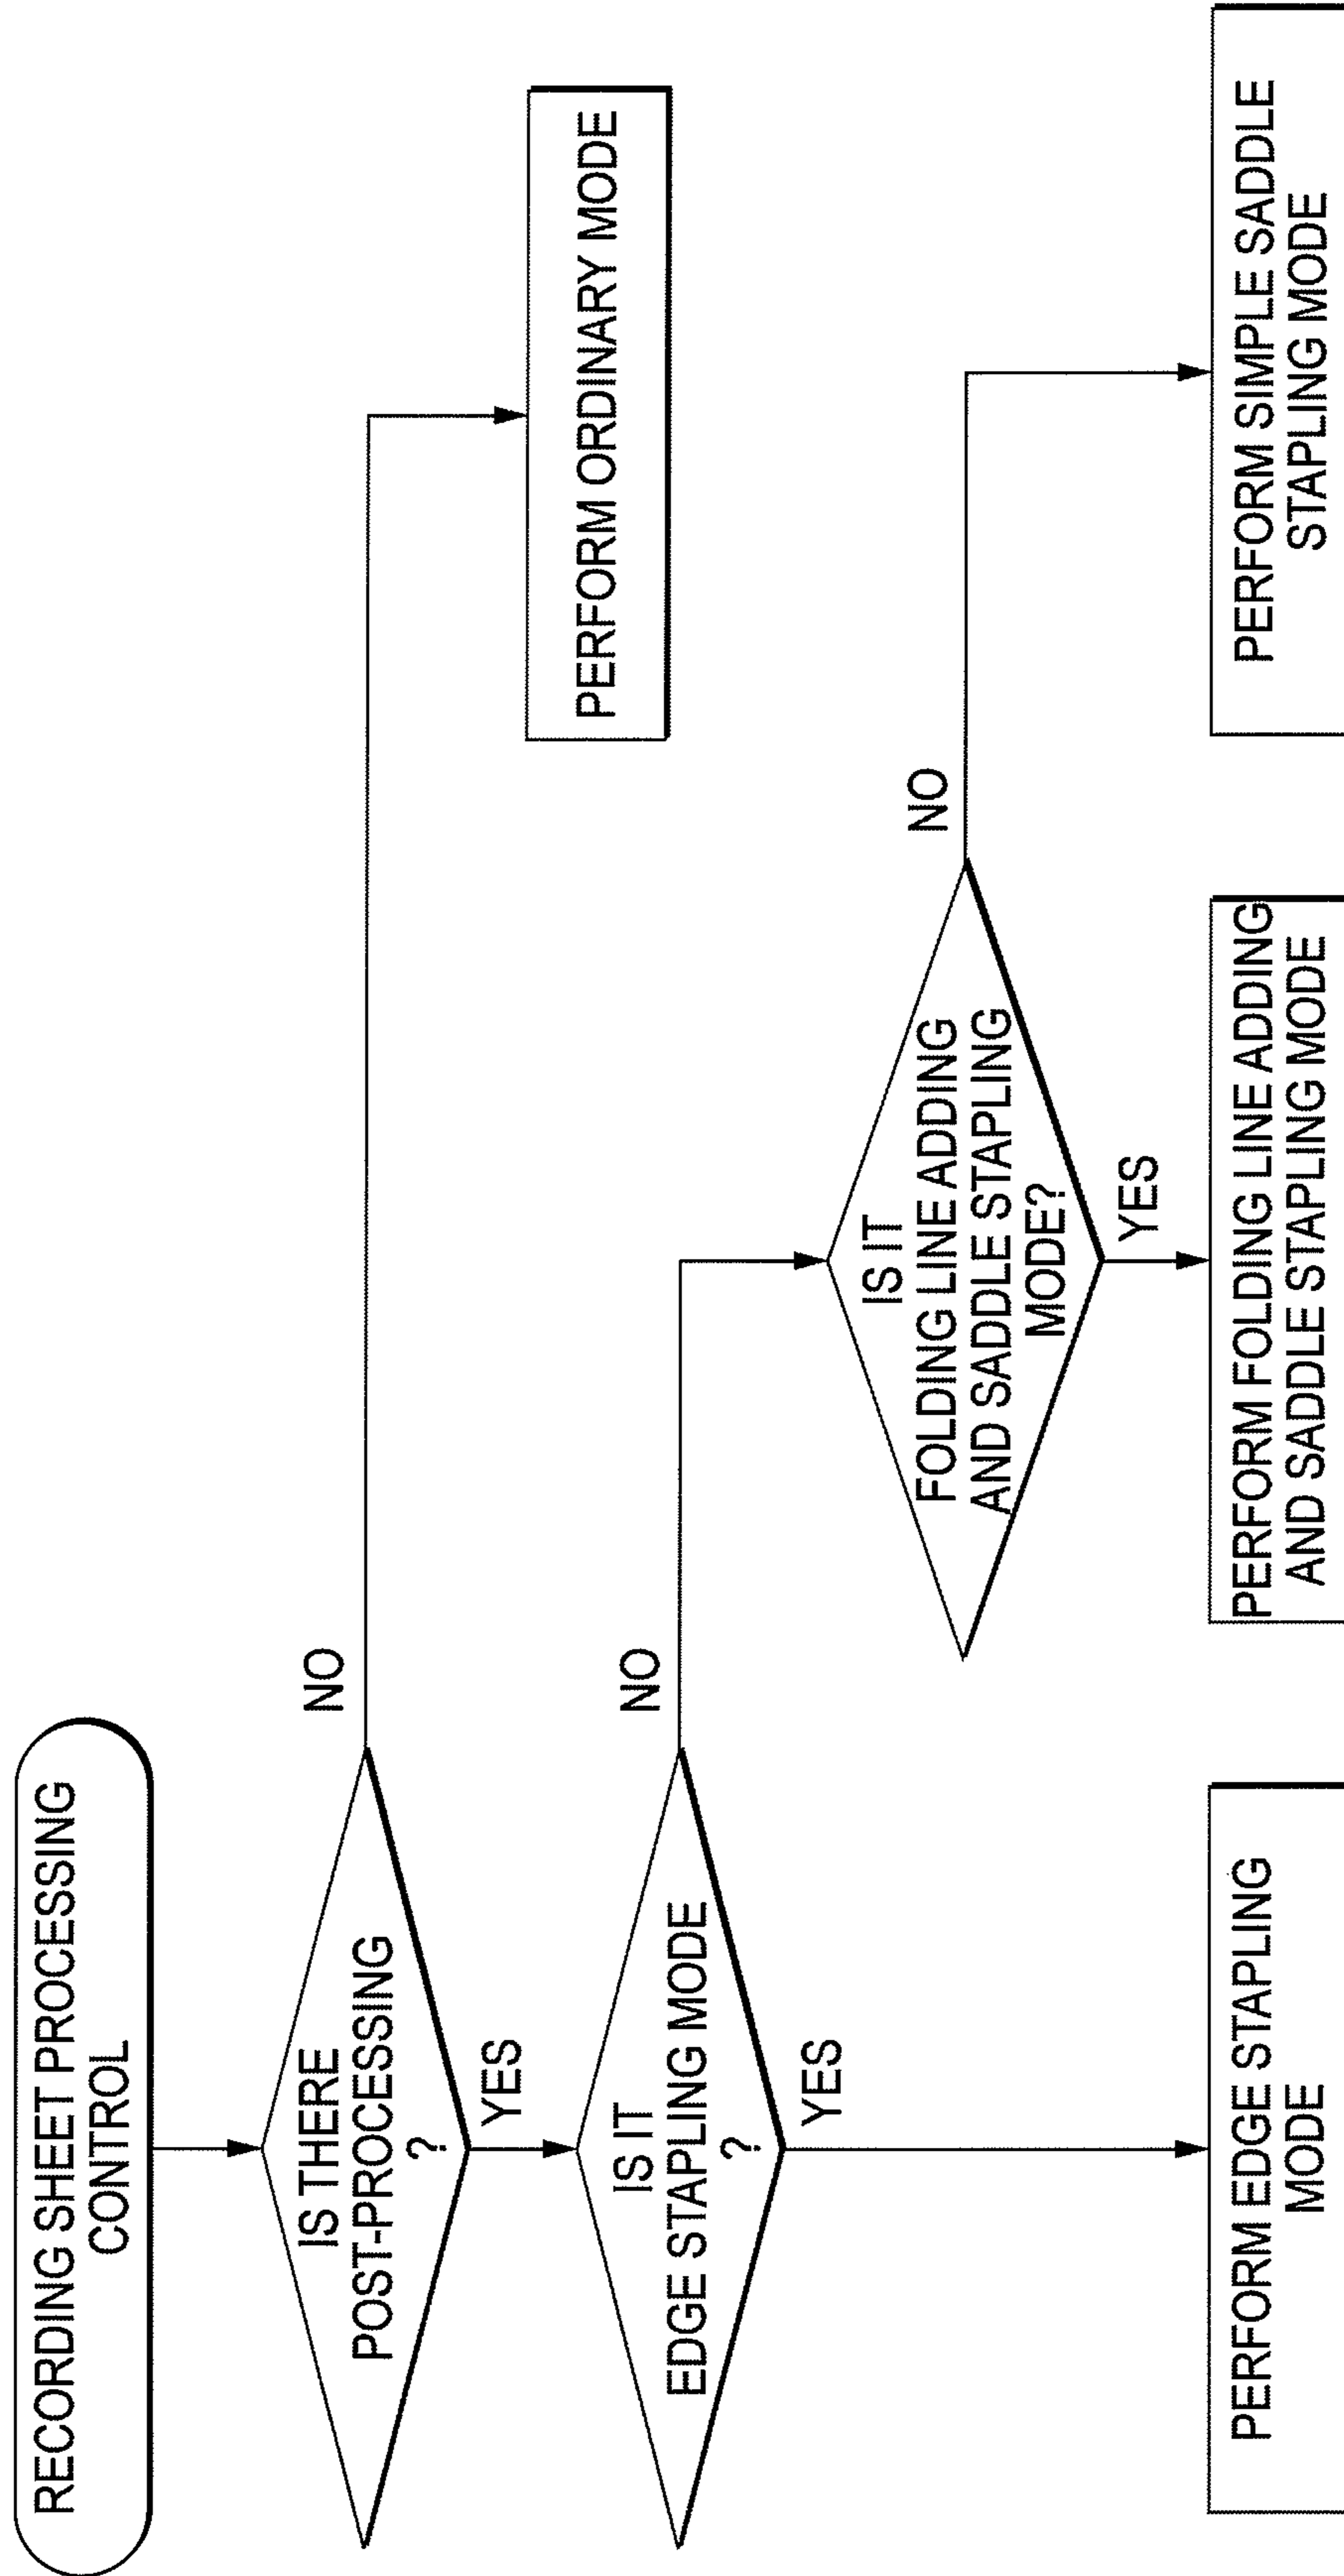 RECORDING SHEET PROCESSING
CONTROL
IS THERE
POST-PROCESSING
?
NO
YES
PERFORM ORDINARY MODE
IS IT
EDGE STAPLING MODE
?
NO
YES
IS IT
FOLDING LINE ADDING
AND SADDLE STAPLING
MODE?
NO
YES
PERFORM EDGE STAPLING
MODE
PERFORM FOLDING LINE ADDING
AND SADDLE STAPLING MODE
PERFORM SIMPLE SADDLE
STAPLING MODE